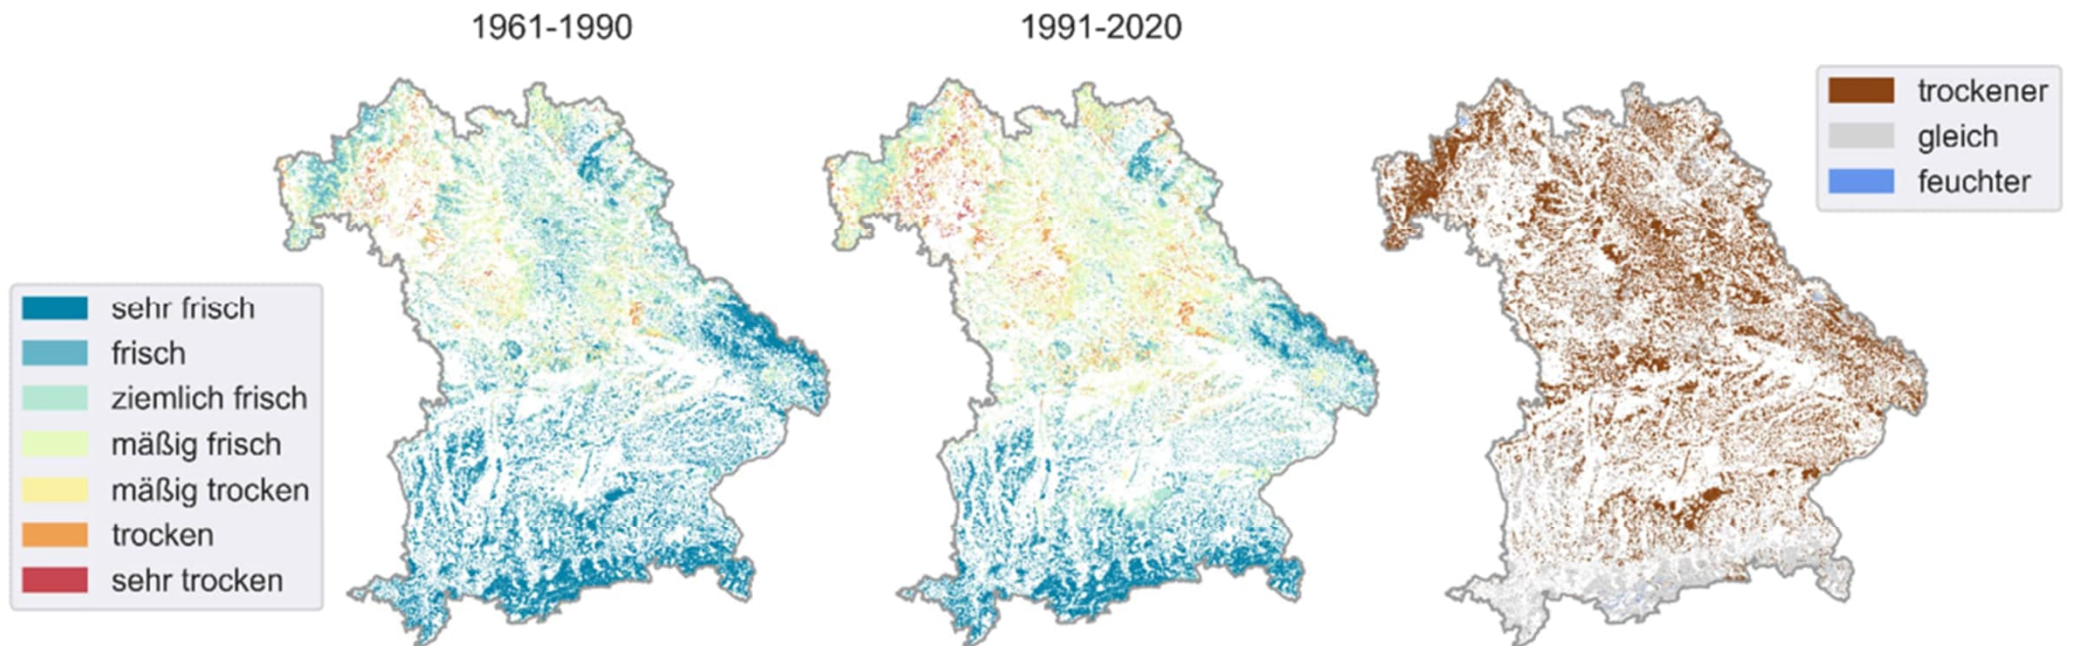 1961-1990
1991-2020
trockener
gleich
feuchter
sehr frisch
frisch
ziemlich frisch
mäßig frisch
mäßig trocken
trocken
sehr trocken